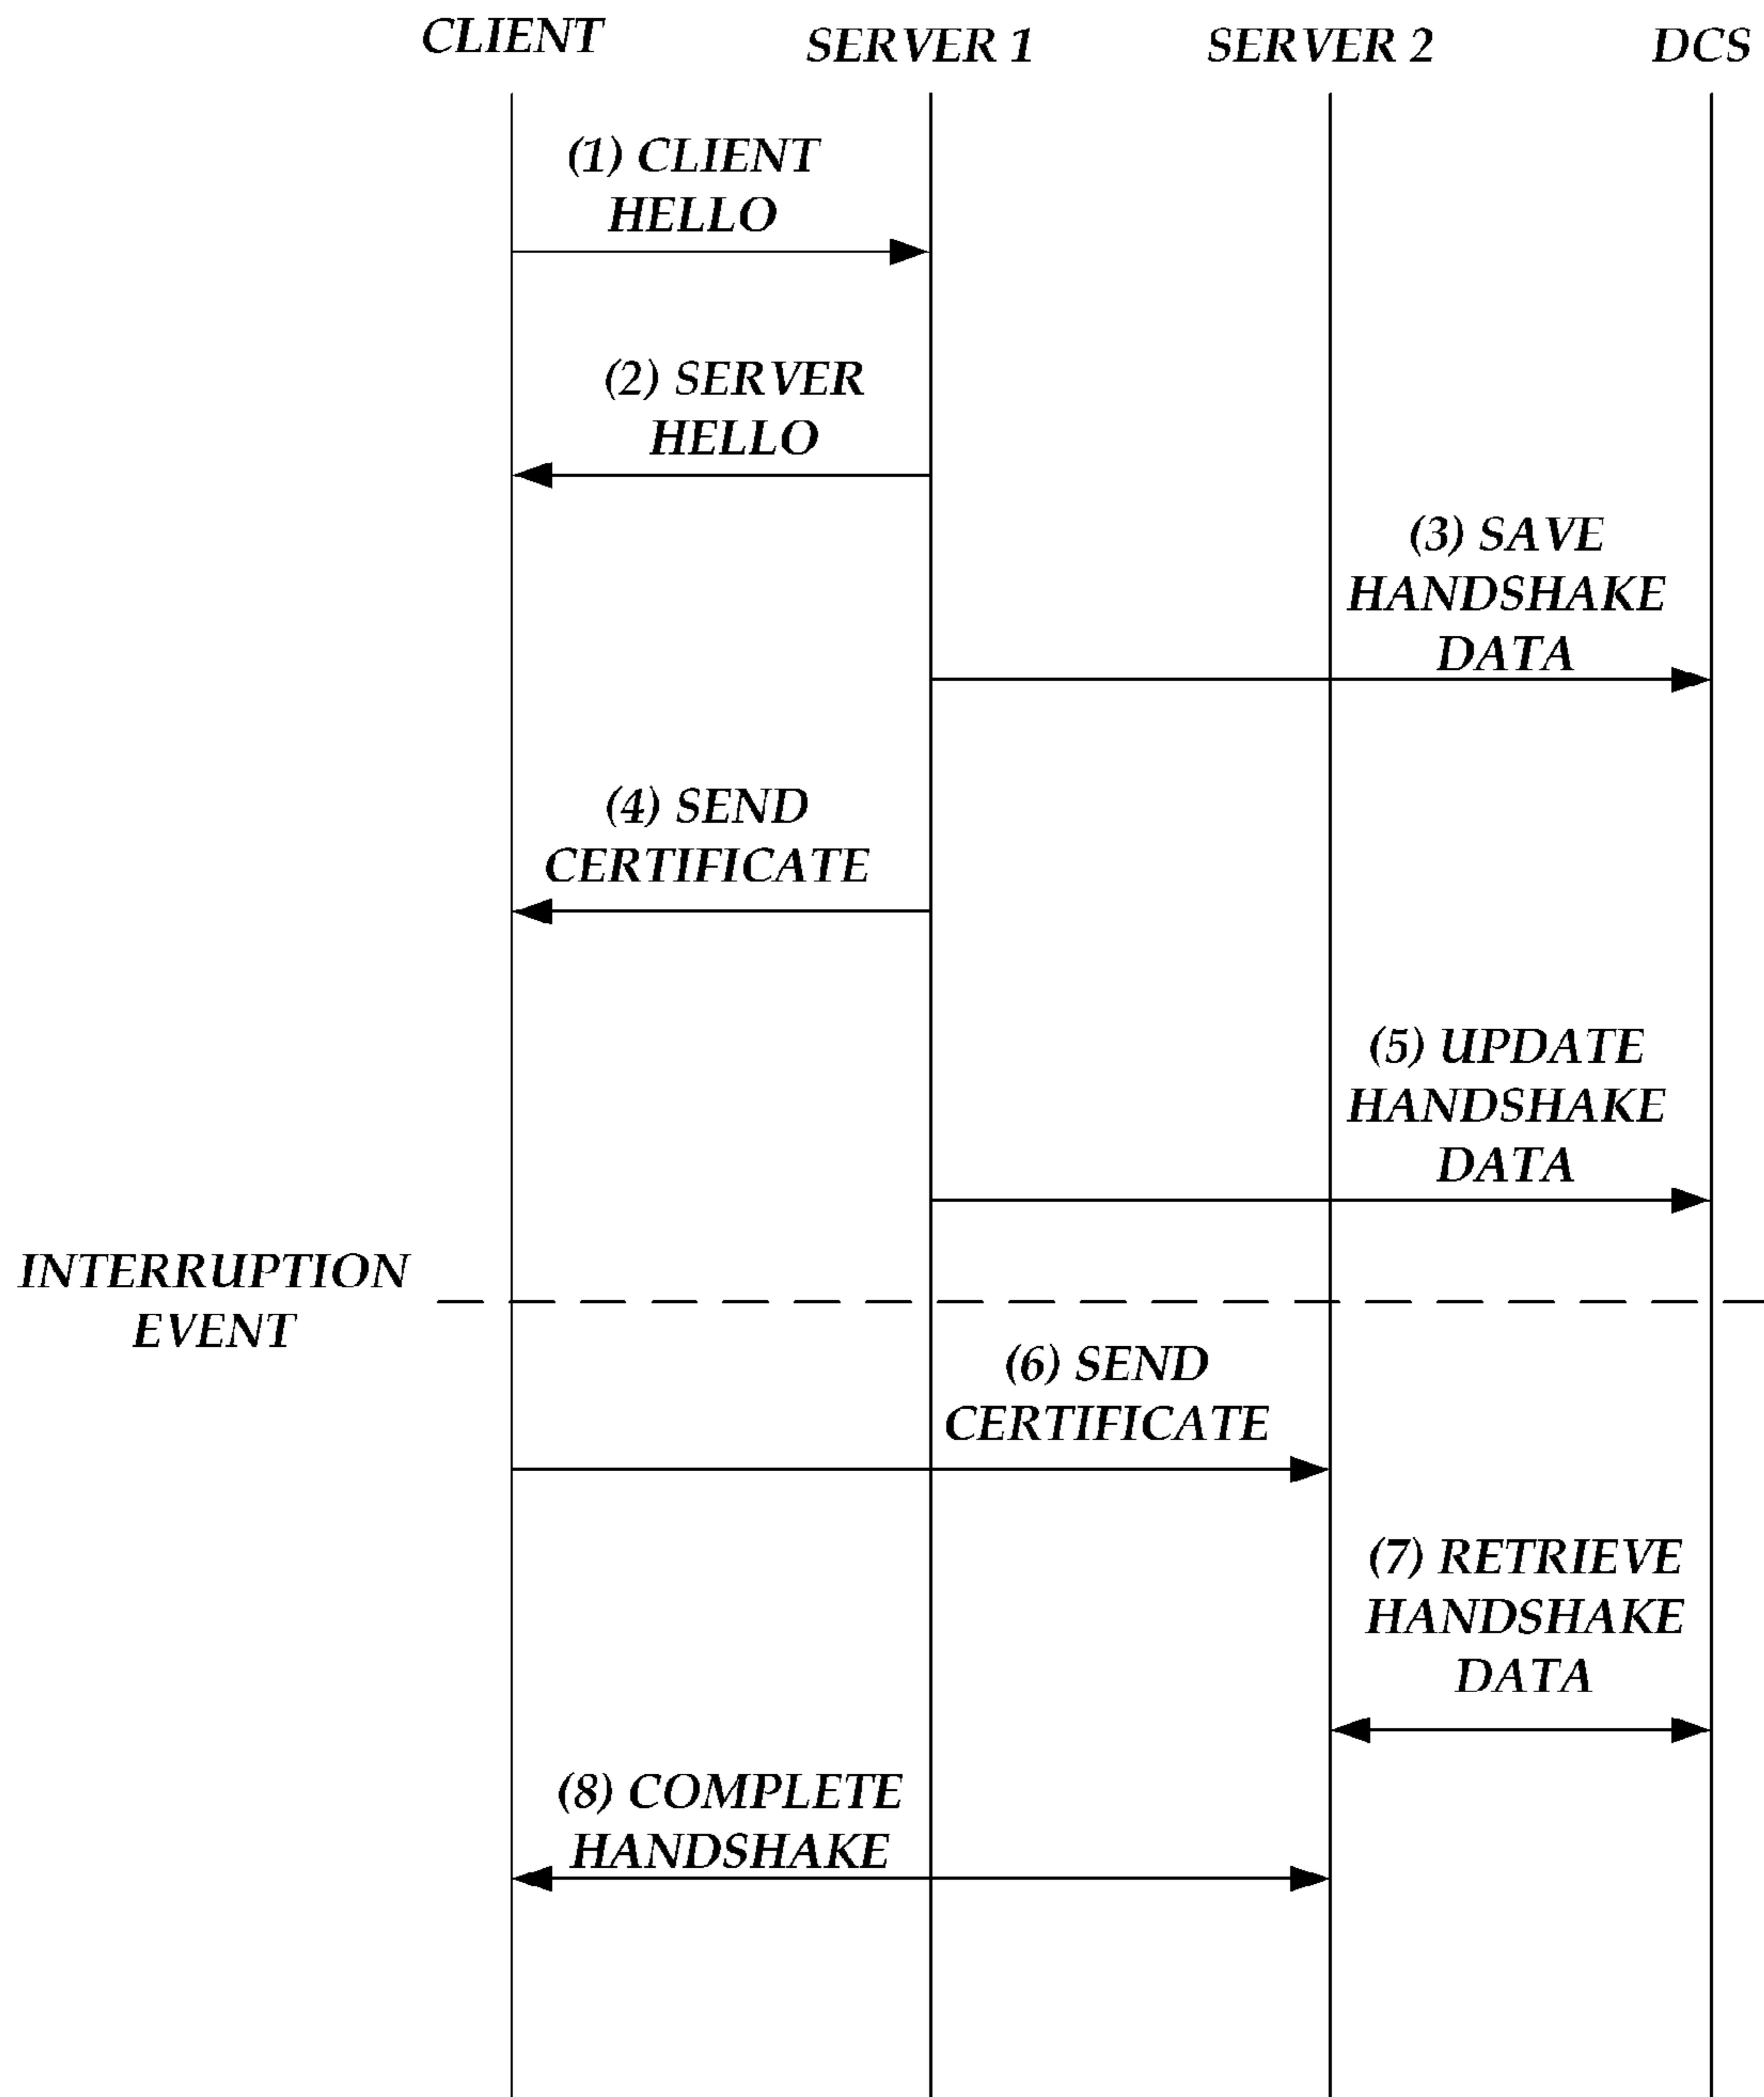 CLIENT
SERVER 1
SERVER 2
DCS
(1) CLIENT
HELLO
(2) SERVER
HELLO
(3) SAVE
HANDSHAKE
DATA
(4) SEND
CERTIFICATE
(5) UPDATE
HANDSHAKE
DATA
INTERRUPTION
EVENT
(6) SEND
CERTIFICATE
(7) RETRIEVE
HANDSHAKE
DATA
(8) COMPLETE
HANDSHAKE